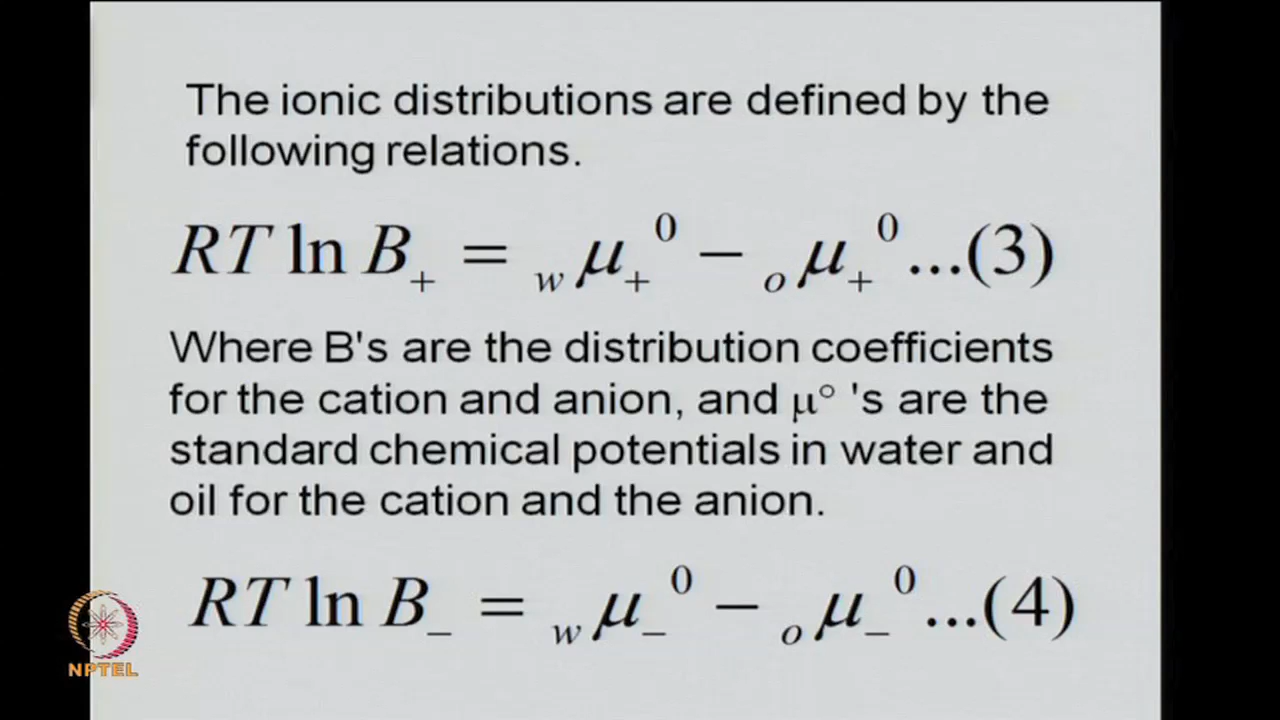 The ionic distributions are defined by the
following relations.
RT ln B₊ = wμ₊⁰ − oμ₊⁰ ...(3)
Where B's are the distribution coefficients
for the cation and anion, and μ° 's are the
standard chemical potentials in water and
oil for the cation and the anion.
RT ln B₋ = wμ₋⁰ − oμ₋⁰ ...(4)
NPTEL